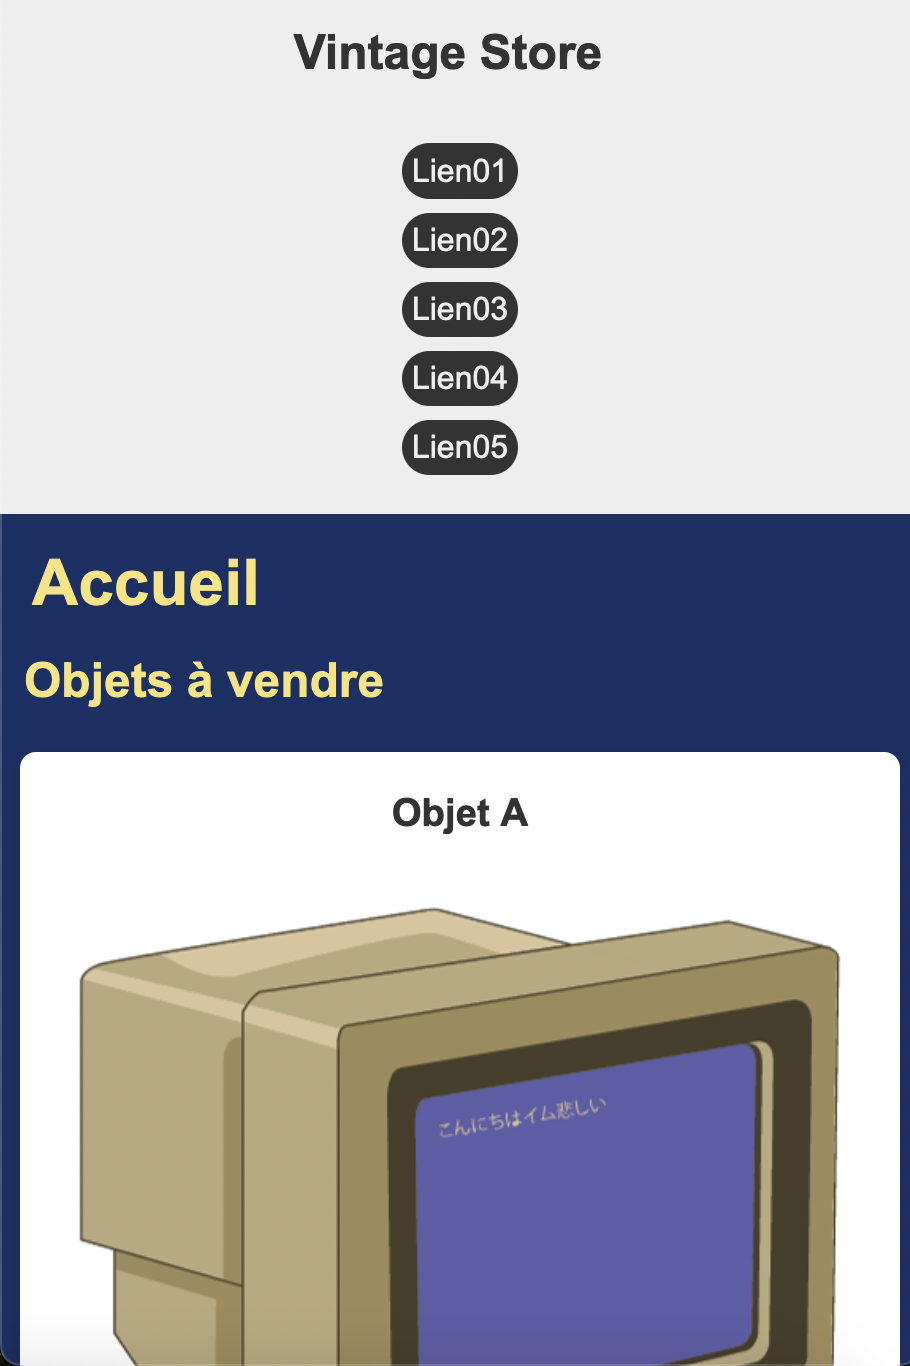 Vintage Store
Lien01
Lien02
Lien03
Lien04
Lien05
Accueil
Objets à vendre
Objet A
こんにちはイム悲しい